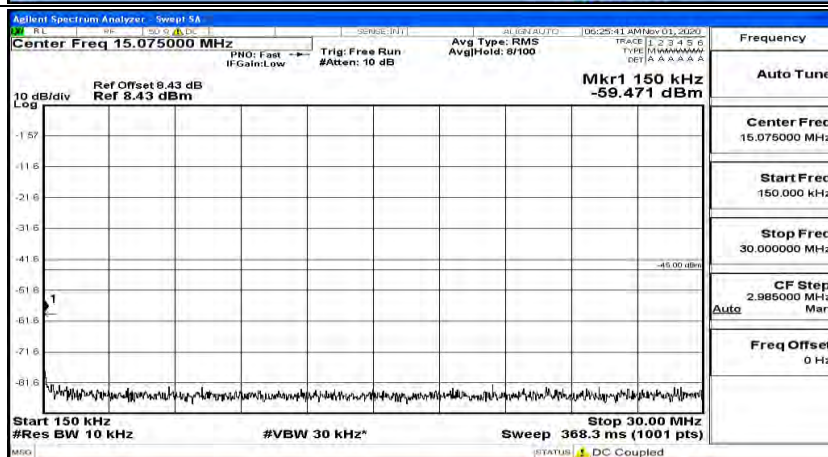 Agilent Spectrum Analyzer - Swept SA
RL RF 50 Ω DC SENSE:INT ALIGN AUTO 06:25:41 AM Nov 01, 2020
Center Freq 15.075000 MHz
PNO: Fast
IFGain:Low
Trig: Free Run
#Atten: 10 dB
Avg Type: RMS
Avg|Hold: 8/100
TRACE 1 2 3 4 5 6
TYPE MWWWWW
DET A A A A A A
Ref Offset 8.43 dB
10 dB/div Ref 8.43 dBm
Log
Mkr1 150 kHz
-59.471 dBm
-1.57
-11.6
-21.6
-31.6
-41.6
-45.00 dBm
-51.6
1
-61.6
-71.6
-81.6
Start 150 kHz Stop 30.00 MHz
#Res BW 10 kHz #VBW 30 kHz* Sweep 368.3 ms (1001 pts)
MSG STATUS DC Coupled
Frequency
Auto Tune
Center Freq
15.075000 MHz
Start Freq
150.000 kHz
Stop Freq
30.000000 MHz
CF Step
2.985000 MHz
Auto Man
Freq Offset
0 Hz